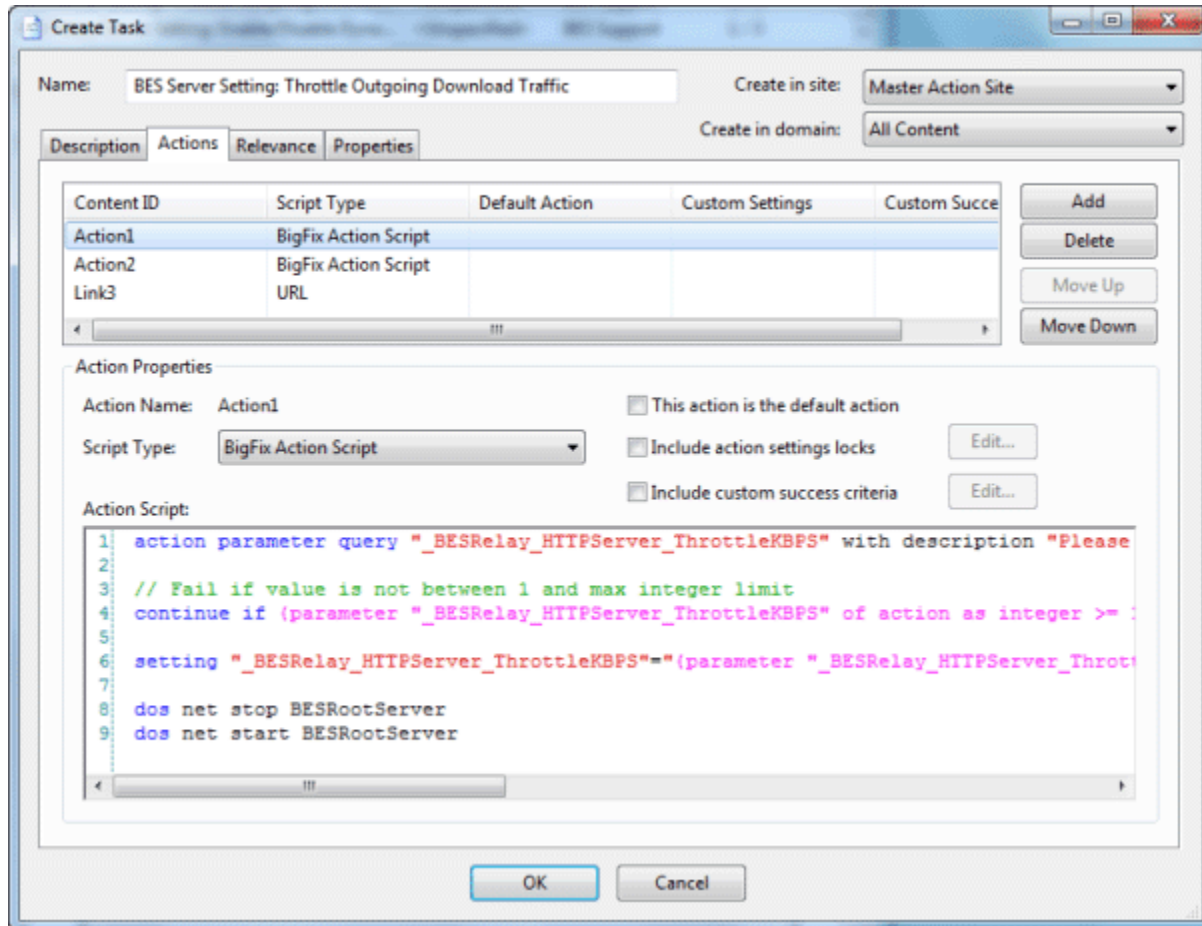 Create Task
Name: BES Server Setting: Throttle Outgoing Download Traffic Create in site: Master Action Site
Create in domain: All Content
Description Actions Relevance Properties
Content ID Script Type Default Action Custom Settings Custom Succe Add
Action1 BigFix Action Script Delete
Action2 BigFix Action Script
Link3 URL Move Up
Move Down
Action Properties
Action Name: Action1 This action is the default action
Script Type: BigFix Action Script Include action settings locks Edit...
Include custom success criteria Edit...
Action Script:
1 action parameter query "_BESRelay_HTTPServer_ThrottleKBPS" with description "Please
2
3 // Fail if value is not between 1 and max integer limit
4 continue if (parameter "_BESRelay_HTTPServer_ThrottleKBPS" of action as integer >=
5
6 setting "_BESRelay_HTTPServer_ThrottleKBPS"="(parameter "_BESRelay_HTTPServer_Thrott
7
8 dos net stop BESRootServer
9 dos net start BESRootServer
OK Cancel